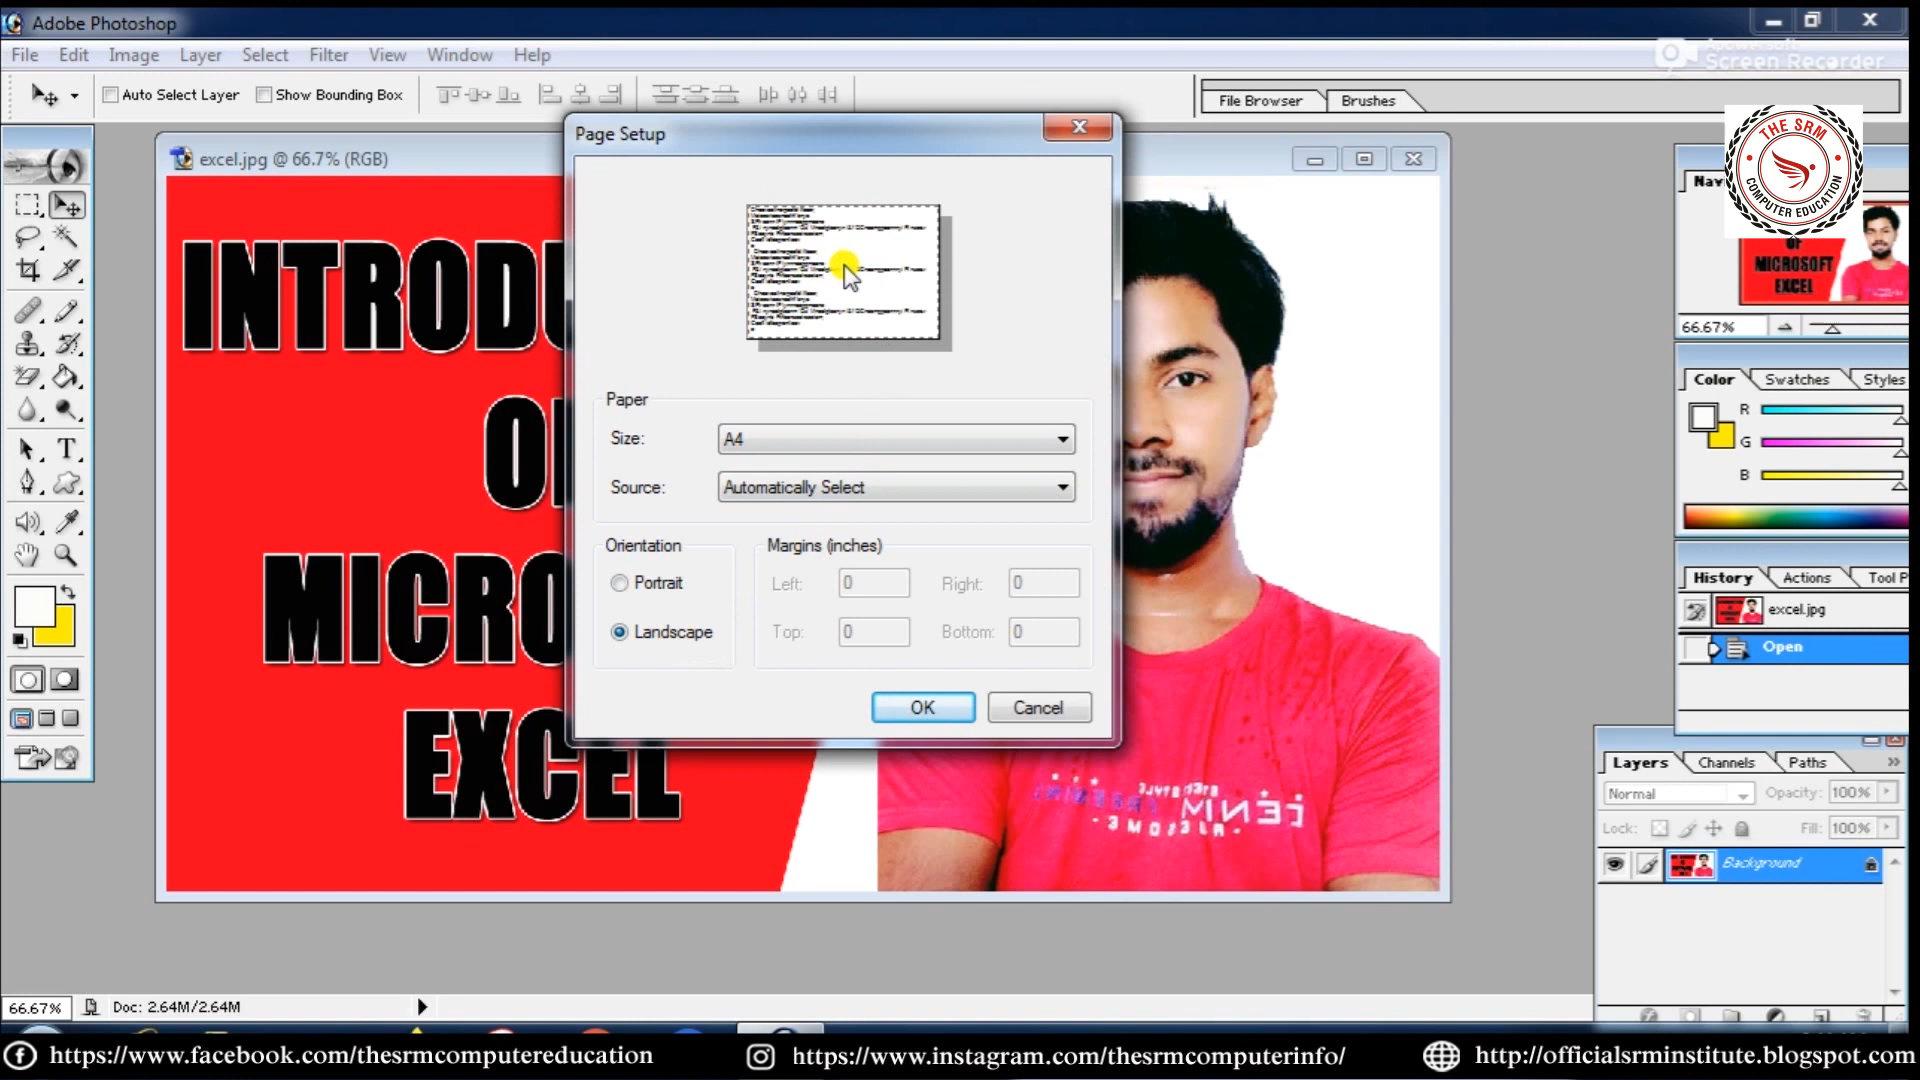 Adobe Photoshop
File Edit Image Layer Select Filter View Window Help
Screen Recorder
Auto Select Layer Show Bounding Box
File Browser Brushes
THE SRM
COMPUTER EDUCATION
Page Setup
excel.jpg @ 66.7% (RGB)
INTRODU
OF
MICRO
EXCEL
Paper
Size: A4
Source: Automatically Select
Orientation
Portrait
Landscape
Margins (inches)
Left: 0 Right: 0
Top: 0 Bottom: 0
OK Cancel
Nav
OF
MICROSOFT
EXCEL
66.67%
Color Swatches Styles
R
G
B
History Actions Tool P
excel.jpg
Open
Layers Channels Paths
Normal Opacity: 100%
Lock: Fill: 100%
Background
66.67% Doc: 2.64M/2.64M
https://www.facebook.com/thesrmcomputereducation
https://www.instagram.com/thesrmcomputerinfo/
http://officialsrminstitute.blogspot.com